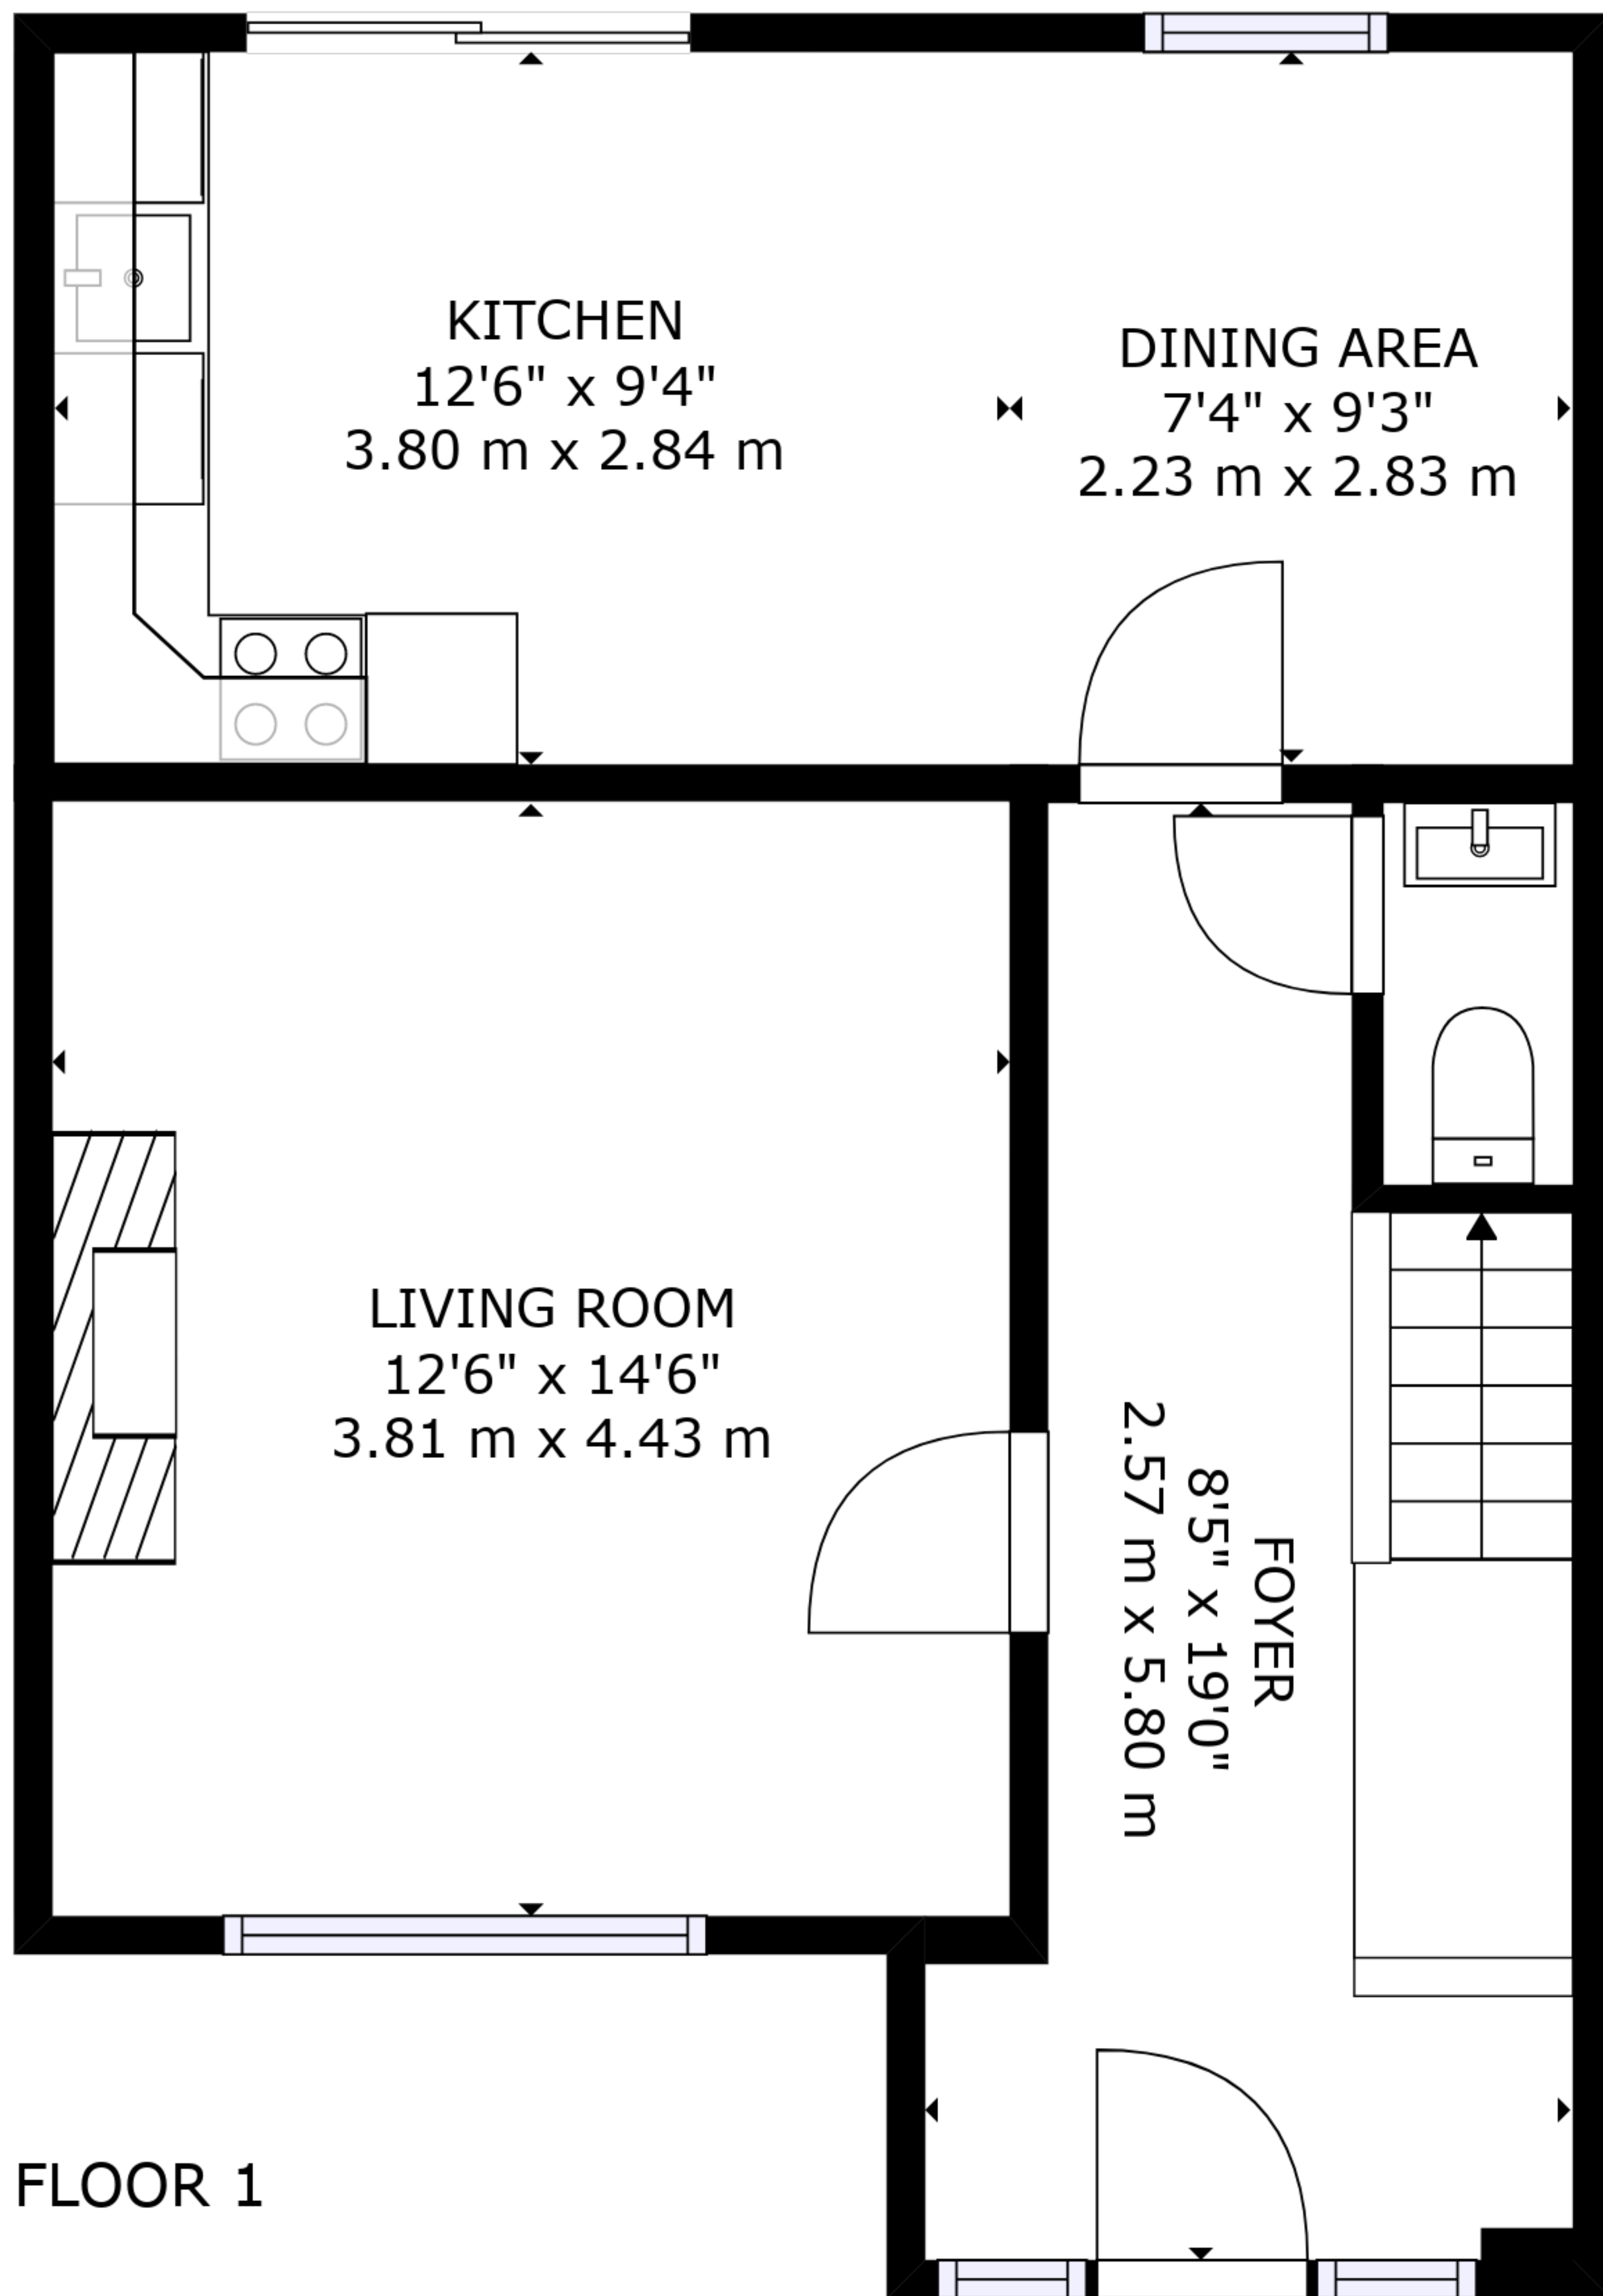 KITCHEN
12'6" x 9'4"
3.80 m x 2.84 m
DINING AREA
7'4" x 9'3"
2.23 m x 2.83 m
LIVING ROOM
12'6" x 14'6"
3.81 m x 4.43 m
FOYER
8'5" x 19'0"
2.57 m x 5.80 m
FLOOR 1